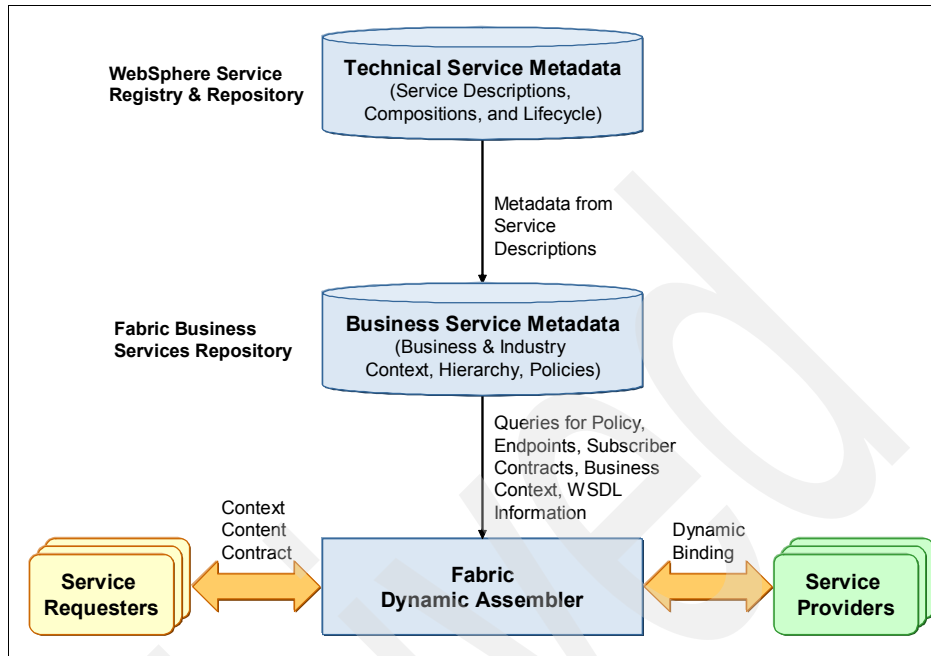 WebSphere Service
Registry & Repository
Technical Service Metadata
(Service Descriptions,
Compositions, and Lifecycle)
Metadata from
Service
Descriptions
Fabric Business
Services Repository
Business Service Metadata
(Business & Industry
Context, Hierarchy, Policies)
Queries for Policy,
Endpoints, Subscriber
Contracts, Business
Context, WSDL
Information
Context
Content
Contract
Dynamic
Binding
Service
Requesters
Fabric
Dynamic Assembler
Service
Providers